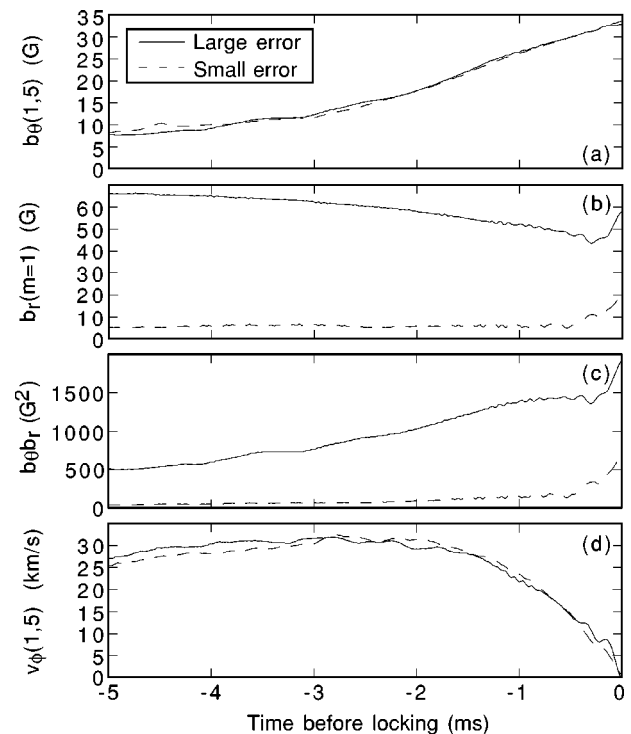 35
30
25
20
15
10
5
0
bθ(1,5) (G)
Large error
Small error
(a)
60
50
40
30
20
10
0
br(m=1) (G)
(b)
1500
1000
500
0
bθbr (G²)
(c)
30
25
20
15
10
5
0
vϕ(1,5) (km/s)
(d)
-5 -4 -3 -2 -1 0
Time before locking (ms)